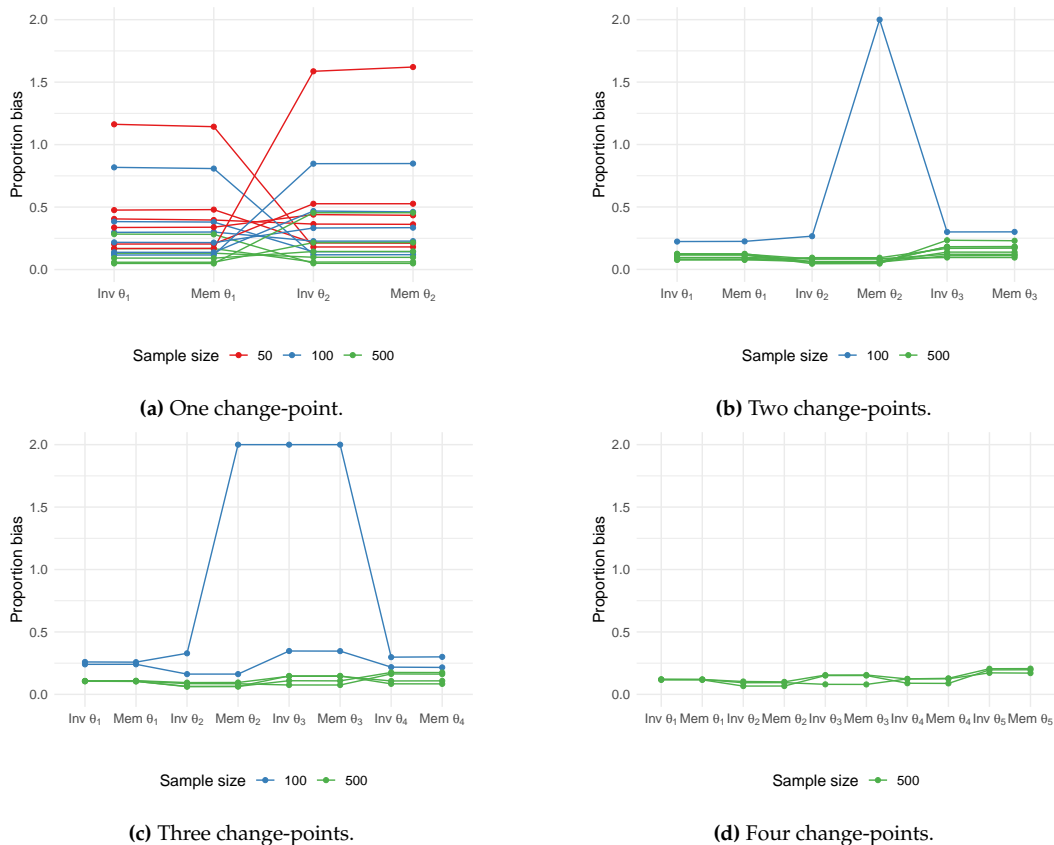 2.0
1.5
1.0
0.5
0.0
Proportion bias
Inv θ1 Mem θ1 Inv θ2 Mem θ2
Sample size 50 100 500
(a) One change-point.
2.0
1.5
1.0
0.5
0.0
Proportion bias
Inv θ1 Mem θ1 Inv θ2 Mem θ2 Inv θ3 Mem θ3
Sample size 100 500
(b) Two change-points.
2.0
1.5
1.0
0.5
0.0
Proportion bias
Inv θ1 Mem θ1 Inv θ2 Mem θ2 Inv θ3 Mem θ3 Inv θ4 Mem θ4
Sample size 100 500
(c) Three change-points.
2.0
1.5
1.0
0.5
0.0
Proportion bias
Inv θ1 Mem θ1 Inv θ2 Mem θ2 Inv θ3 Mem θ3 Inv θ4 Mem θ4 Inv θ5 Mem θ5
Sample size 500
(d) Four change-points.